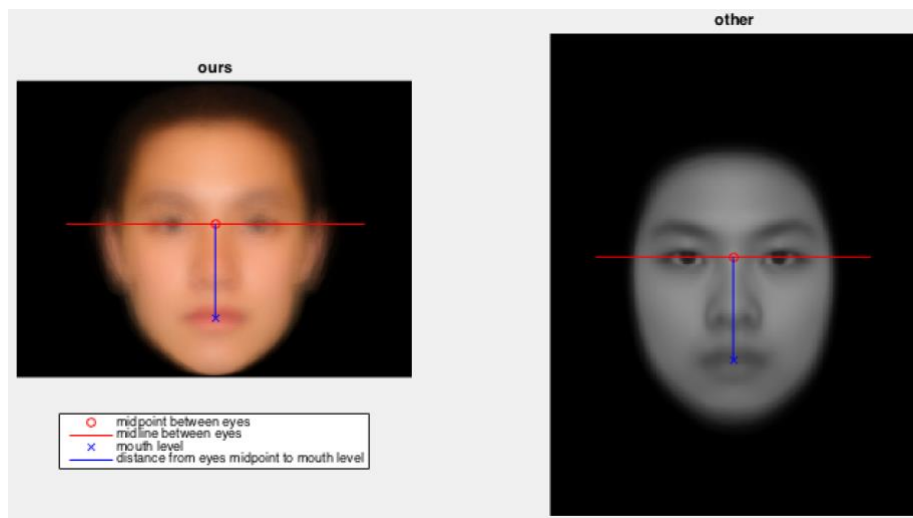 other
ours
midpoint between eyes
midline between eyes
mouth level
distance from eyes midpoint to mouth level